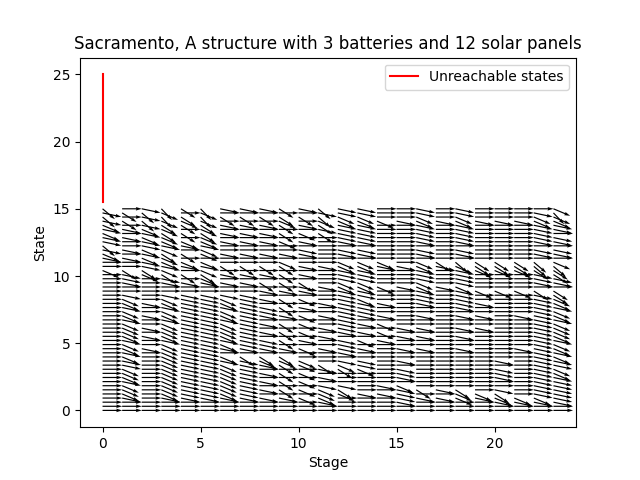 Sacramento, A structure with 3 batteries and 12 solar panels
Unreachable states
25
20
15
10
5
0
State
0 5 10 15 20
Stage